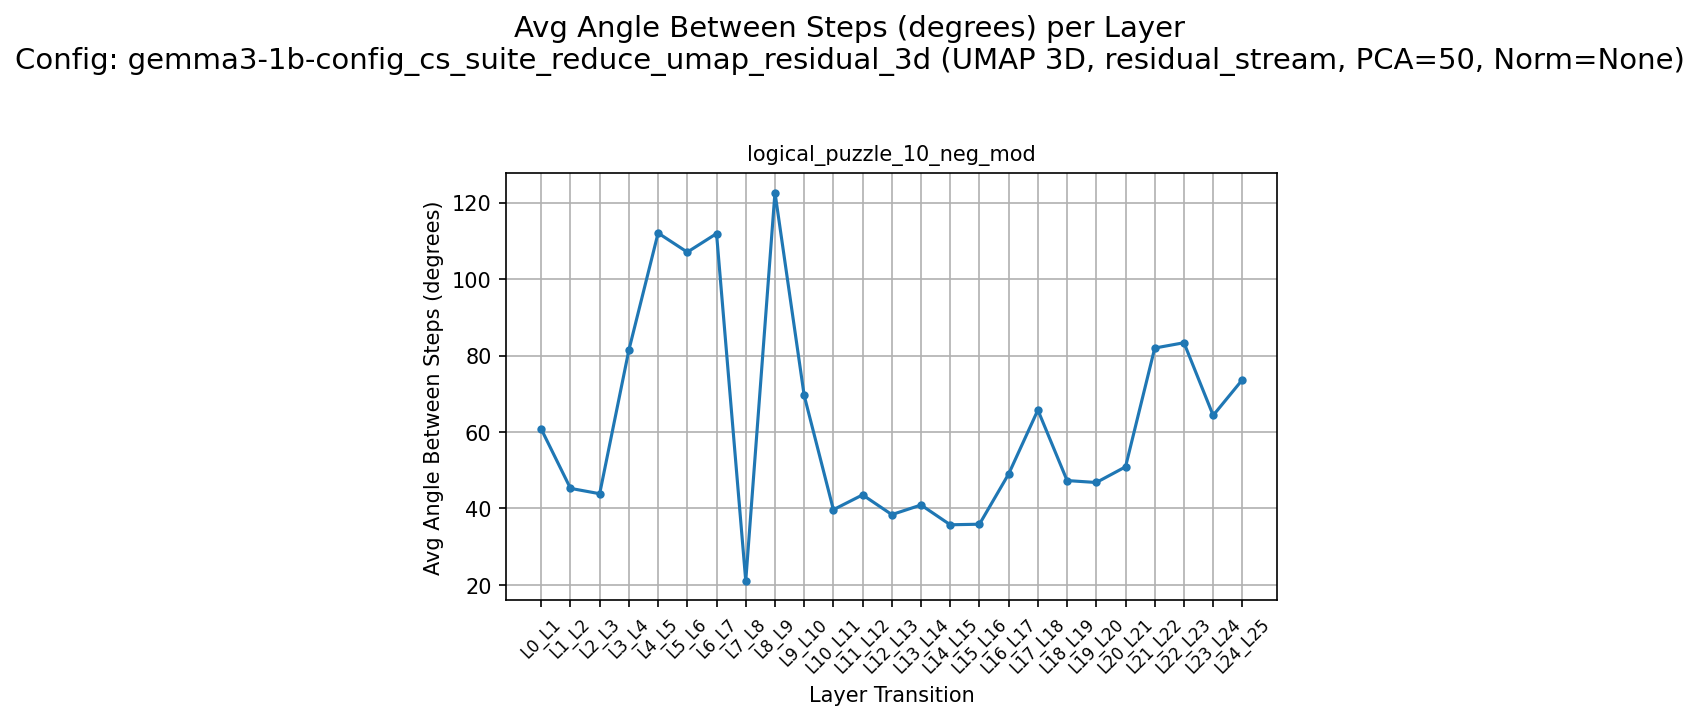 Avg Angle Between Steps (degrees) per Layer
Config: gemma3-1b-config_cs_suite_reduce_umap_residual_3d (UMAP 3D, residual_stream, PCA=50, Norm=None)
logical_puzzle_10_neg_mod
Avg Angle Between Steps (degrees)
120
100
80
60
40
20
L0_L1
L1_L2
L2_L3
L3_L4
L4_L5
L5_L6
L6_L7
L7_L8
L8_L9
L9_L10
L10_L11
L11_L12
L12_L13
L13_L14
L14_L15
L15_L16
L16_L17
L17_L18
L18_L19
L19_L20
L20_L21
L21_L22
L22_L23
L23_L24
L24_L25
Layer Transition